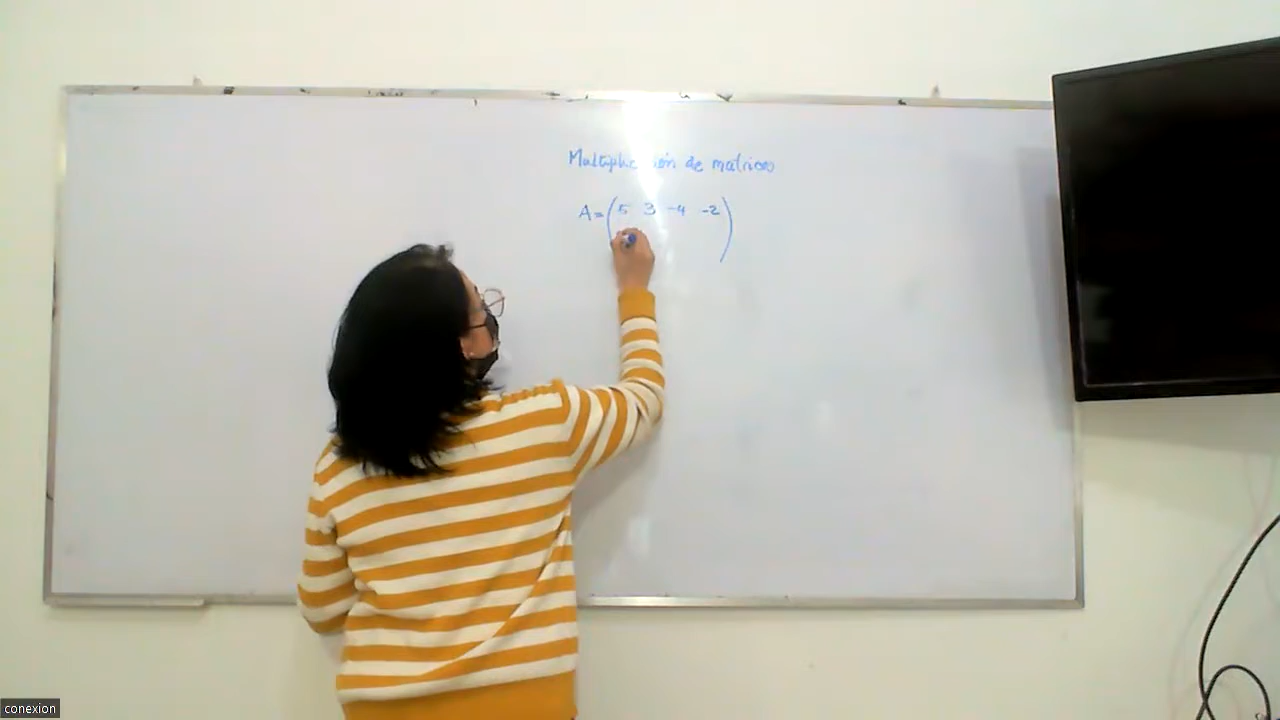 Multiplicación de matrices
A = ( 5 3 -4 -2 )
conexion